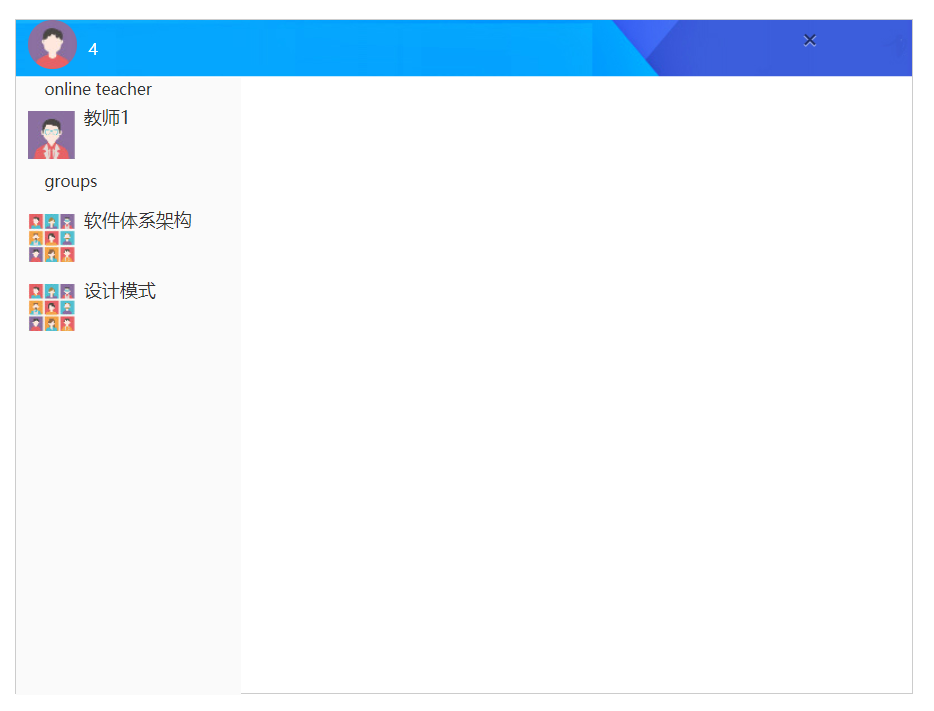 4
online teacher
教师1
groups
软件体系架构
设计模式